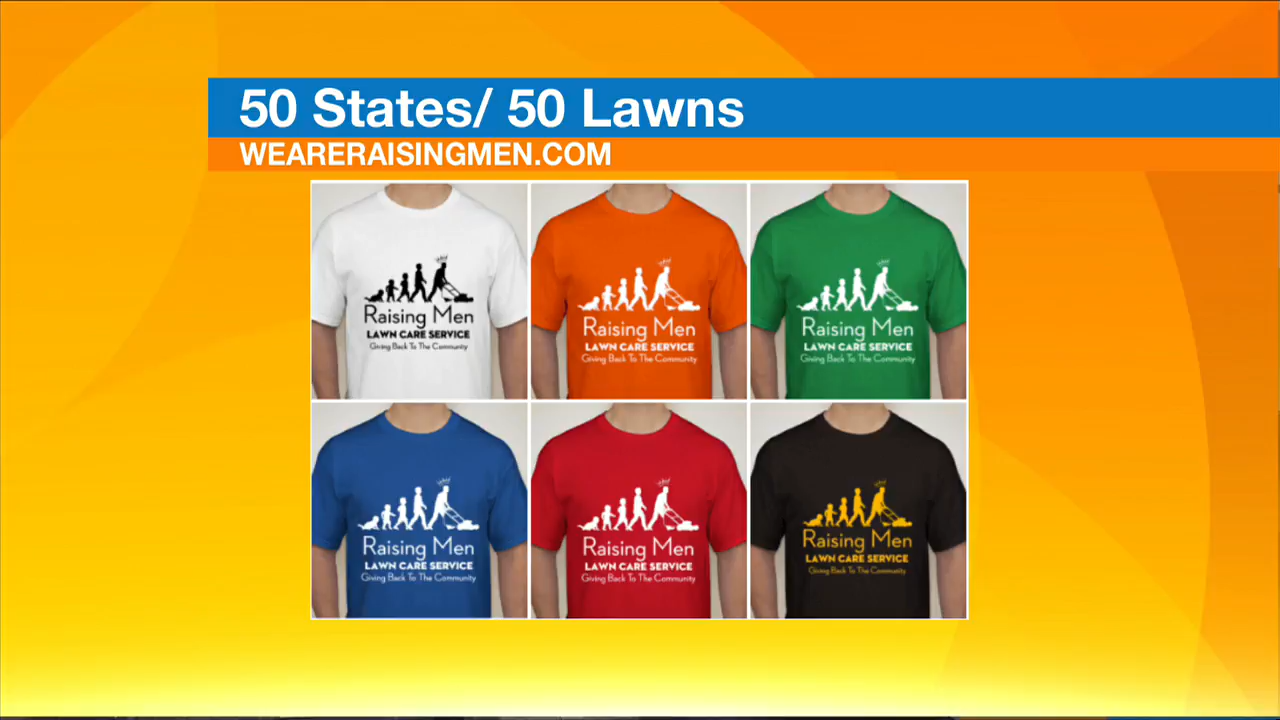 50 States/ 50 Lawns
WEARERAISINGMEN.COM
Raising Men
LAWN CARE SERVICE
Giving Back To The Community
Raising Men
LAWN CARE SERVICE
Giving Back To The Community
Raising Men
LAWN CARE SERVICE
Giving Back To The Community
Raising Men
LAWN CARE SERVICE
Giving Back To The Community
Raising Men
LAWN CARE SERVICE
Giving Back To The Community
Raising Men
LAWN CARE SERVICE
Giving Back To The Community